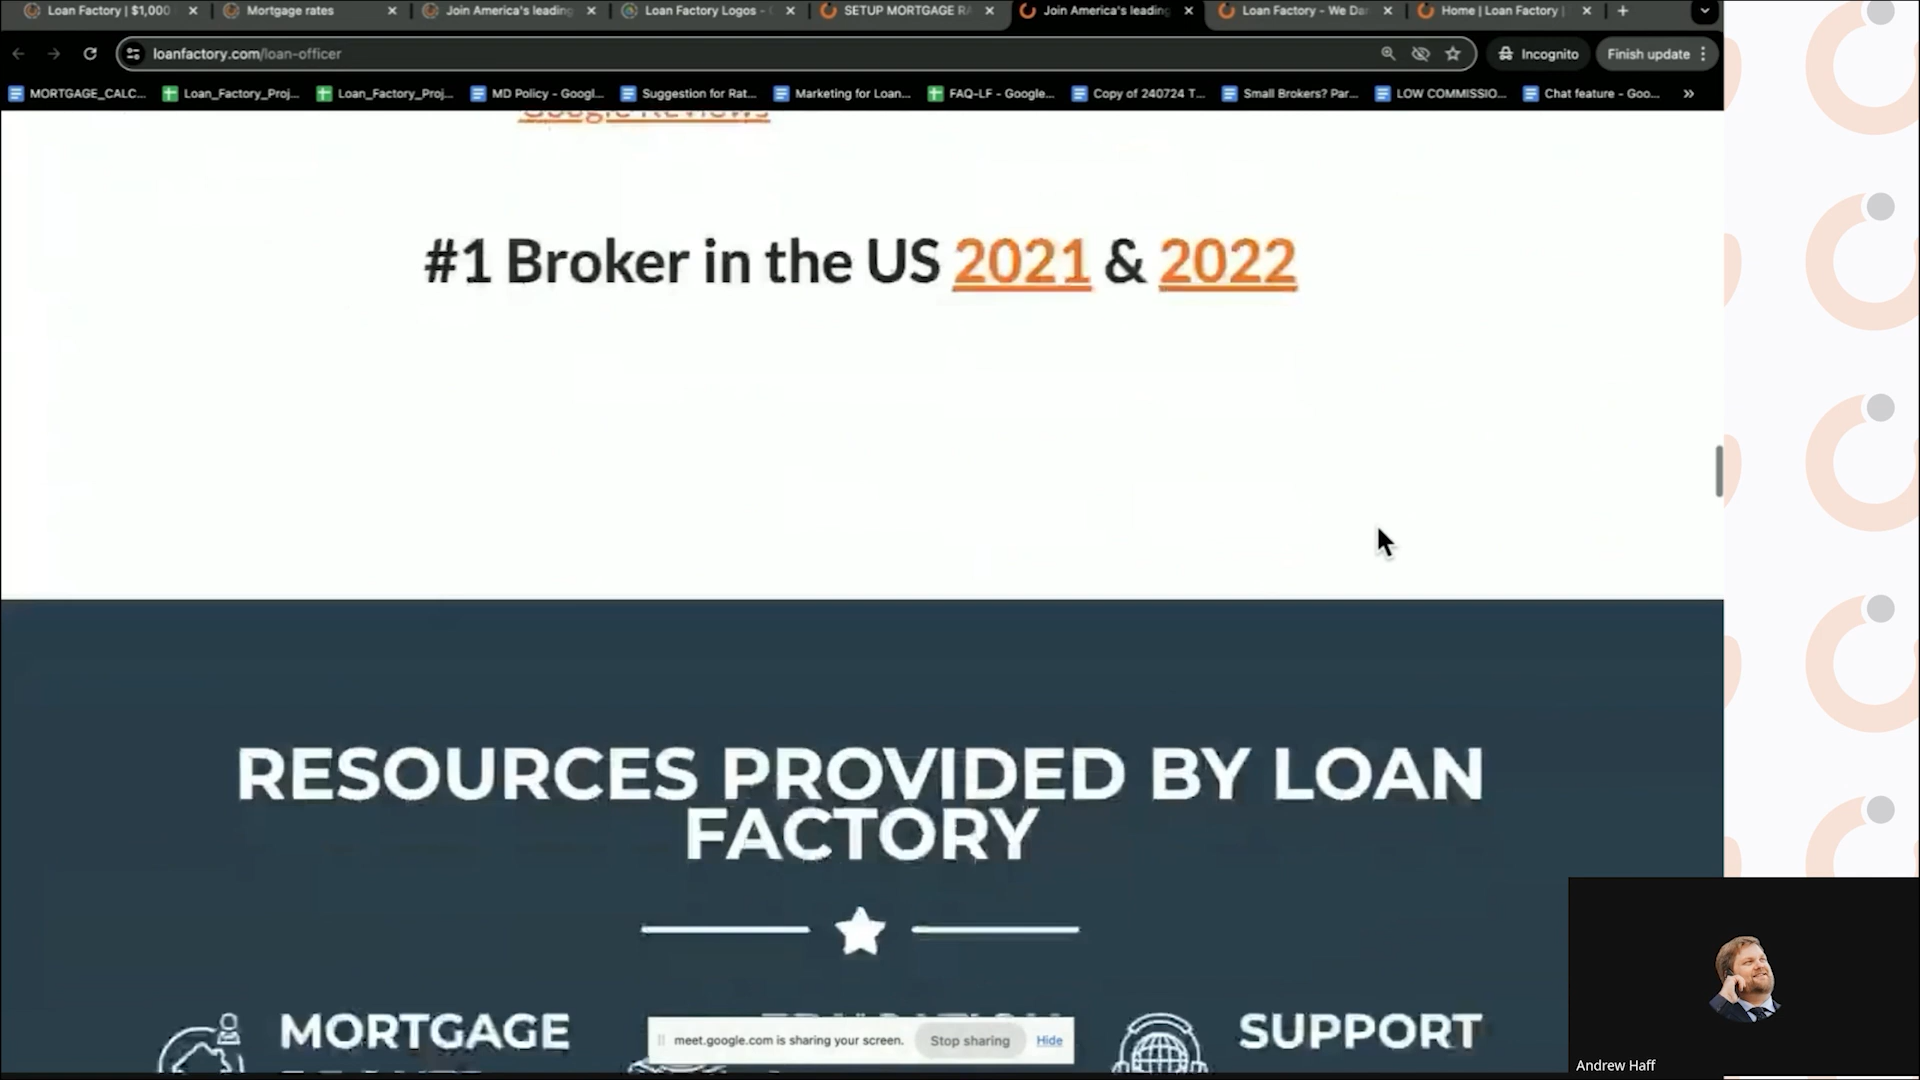 Loan Factory | $1,000
Mortgage rates
Join America's leading
Loan Factory Logos -
SETUP MORTGAGE RA
Join America's leading
Loan Factory - We Da
Home | Loan Factory |
loanfactory.com/loan-officer
Incognito
Finish update
MORTGAGE_CALC...
Loan_Factory_Proj...
Loan_Factory_Proj...
MD Policy - Googl...
Suggestion for Rat...
Marketing for Loan...
FAQ-LF - Google...
Copy of 240724 T...
Small Brokers? Par...
LOW COMMISSIO...
Chat feature - Goo...
»
Google Reviews
#1 Broker in the US 2021 & 2022
RESOURCES PROVIDED BY LOAN
FACTORY
MORTGAGE
SUPPORT
meet.google.com is sharing your screen.
Stop sharing
Hide
Andrew Haff